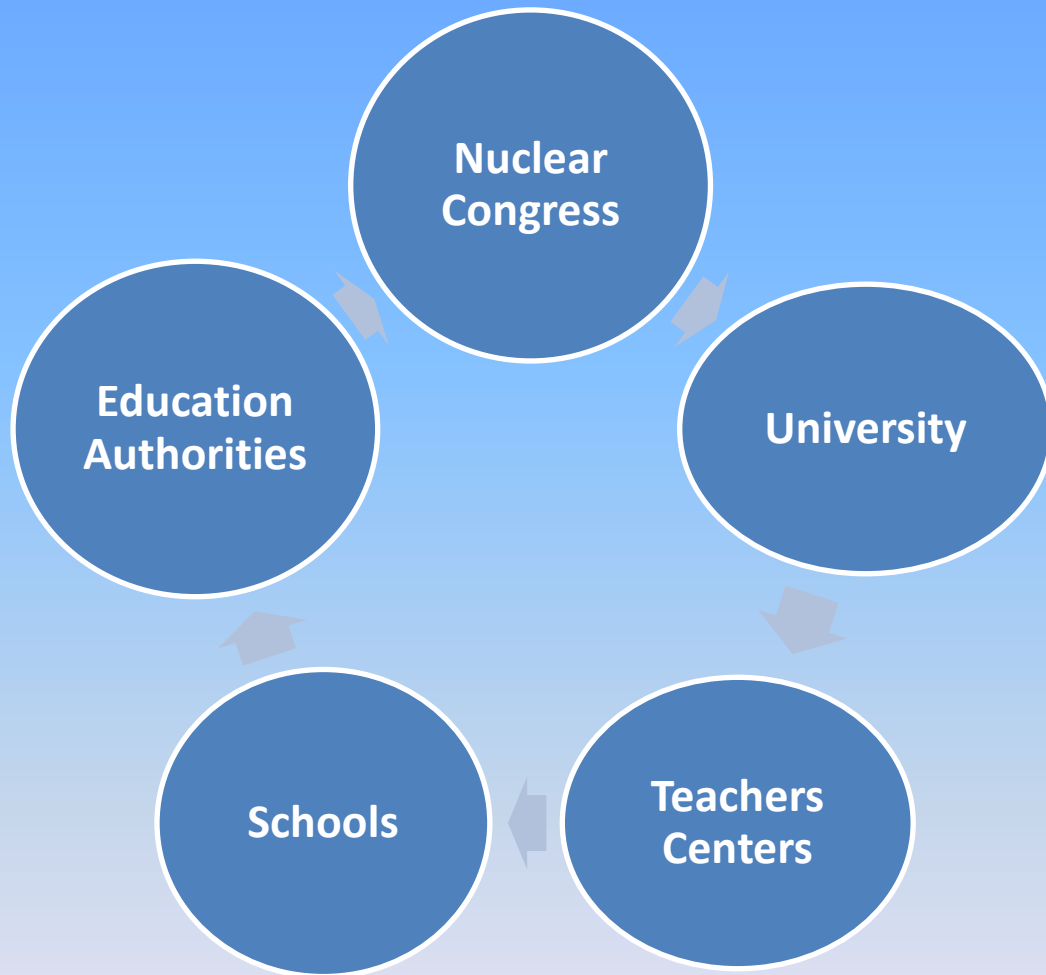 Nuclear
Congress
University
Teachers
Centers
Schools
Education
Authorities